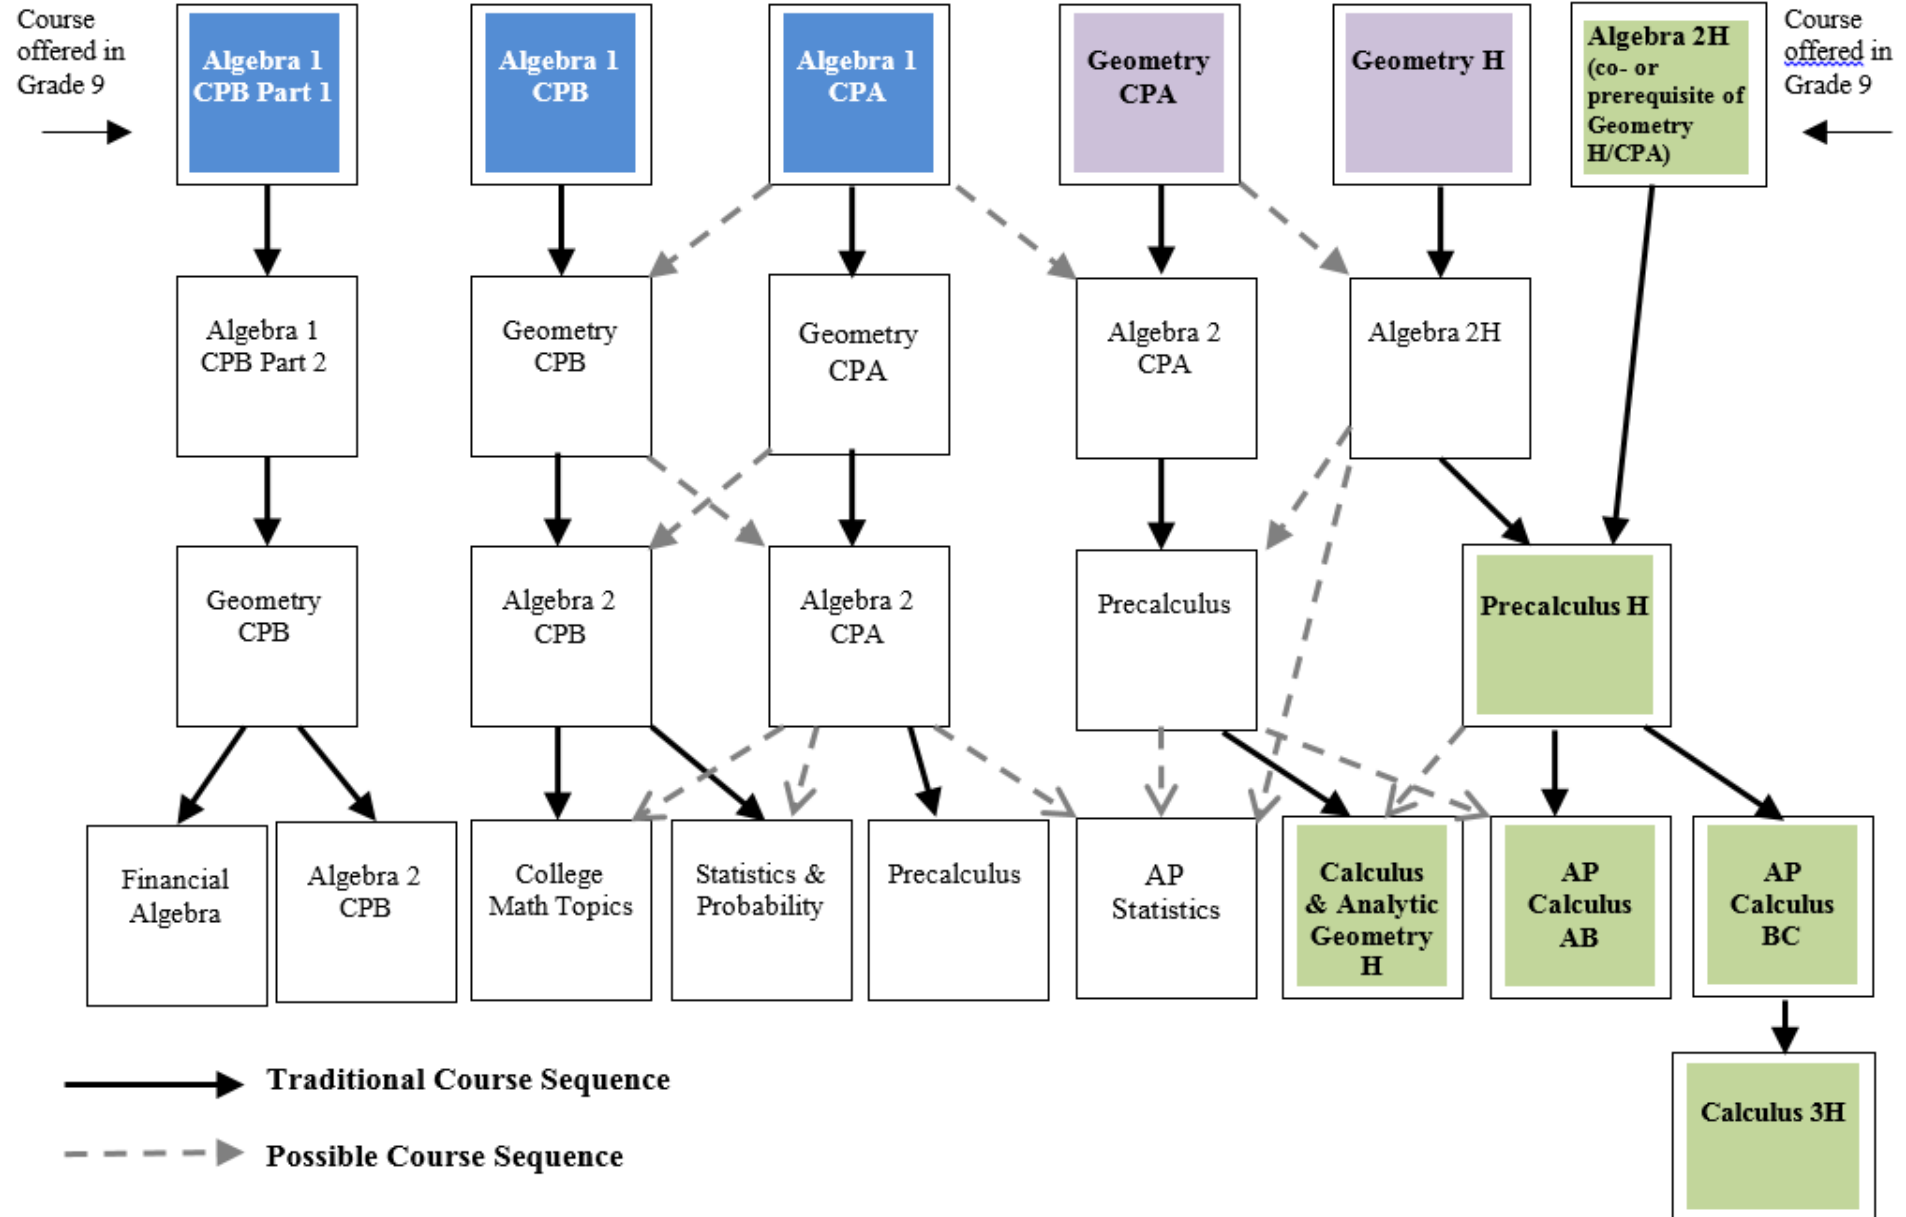 Course
offered in
Grade 9
Algebra 1
CPB Part 1
Algebra 1
CPB
Algebra 1
CPA
Geometry
CPA
Geometry H
Algebra 2H
(co- or
prerequisite of
Geometry
H/CPA)
Course
offered in
Grade 9
Algebra 1
CPB Part 2
Geometry
CPB
Geometry
CPA
Algebra 2
CPA
Algebra 2H
Geometry
CPB
Algebra 2
CPB
Algebra 2
CPA
Precalculus
Precalculus H
Financial
Algebra
Algebra 2
CPB
College
Math Topics
Statistics &
Probability
Precalculus
AP
Statistics
Calculus
& Analytic
Geometry
H
AP
Calculus
AB
AP
Calculus
BC
Traditional Course Sequence
Possible Course Sequence
Calculus 3H